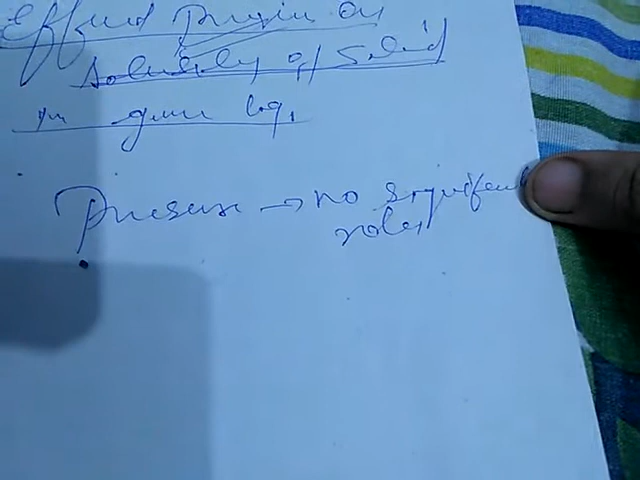 Effect Pressure on
solubility of solid
in given liq,
Pressure → no significant
role,